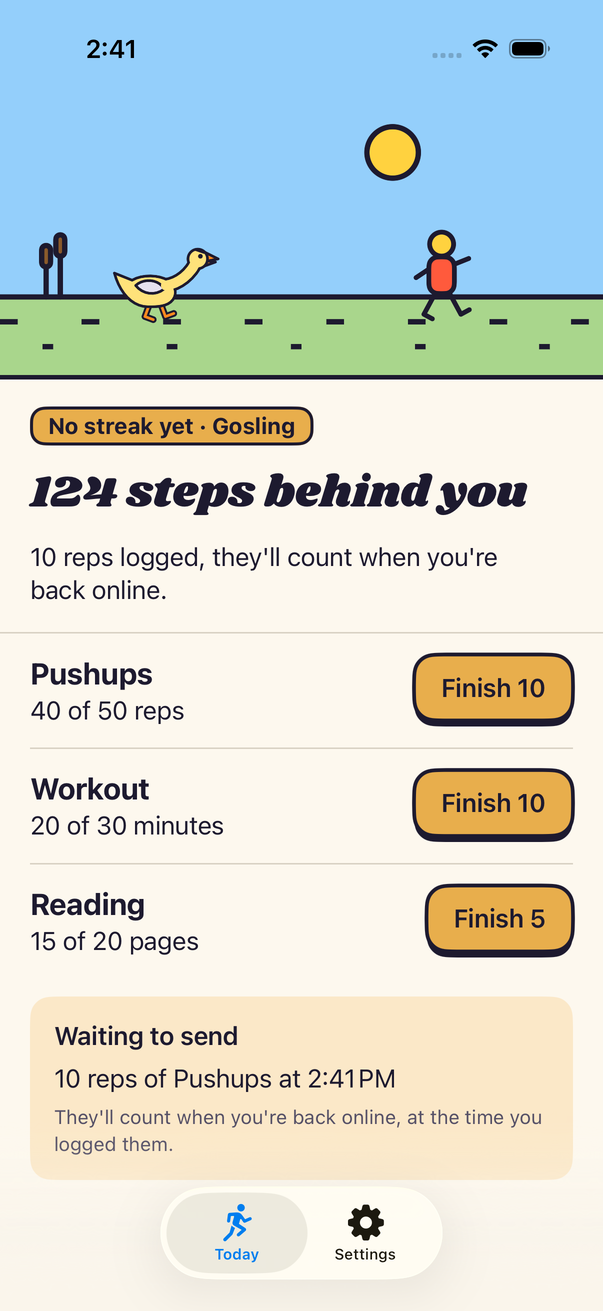 2:41
No streak yet · Gosling
124 steps behind you
10 reps logged, they'll count when you're
back online.
Pushups
40 of 50 reps
Finish 10
Workout
20 of 30 minutes
Finish 10
Reading
15 of 20 pages
Finish 5
Waiting to send
10 reps of Pushups at 2:41 PM
They'll count when you're back online, at the time you
logged them.
Today
Settings